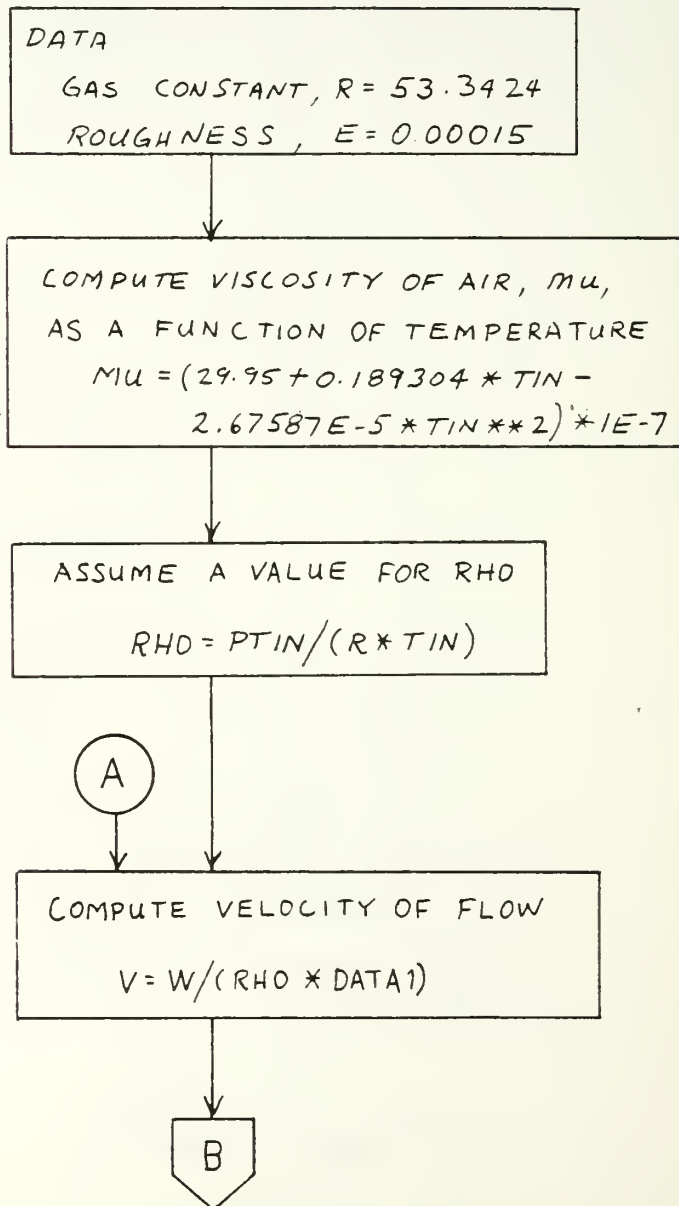 DATA
GAS CONSTANT, R = 53.3424
ROUGHNESS, E = 0.00015
COMPUTE VISCOSITY OF AIR, MU,
AS A FUNCTION OF TEMPERATURE
MU = (29.95 + 0.189304 * TIN -
2.67587E-5 * TIN ** 2) * 1E-7
ASSUME A VALUE FOR RHO
RHO = PTIN/(R * TIN)
A
COMPUTE VELOCITY OF FLOW
V = W/(RHO * DATA1)
B